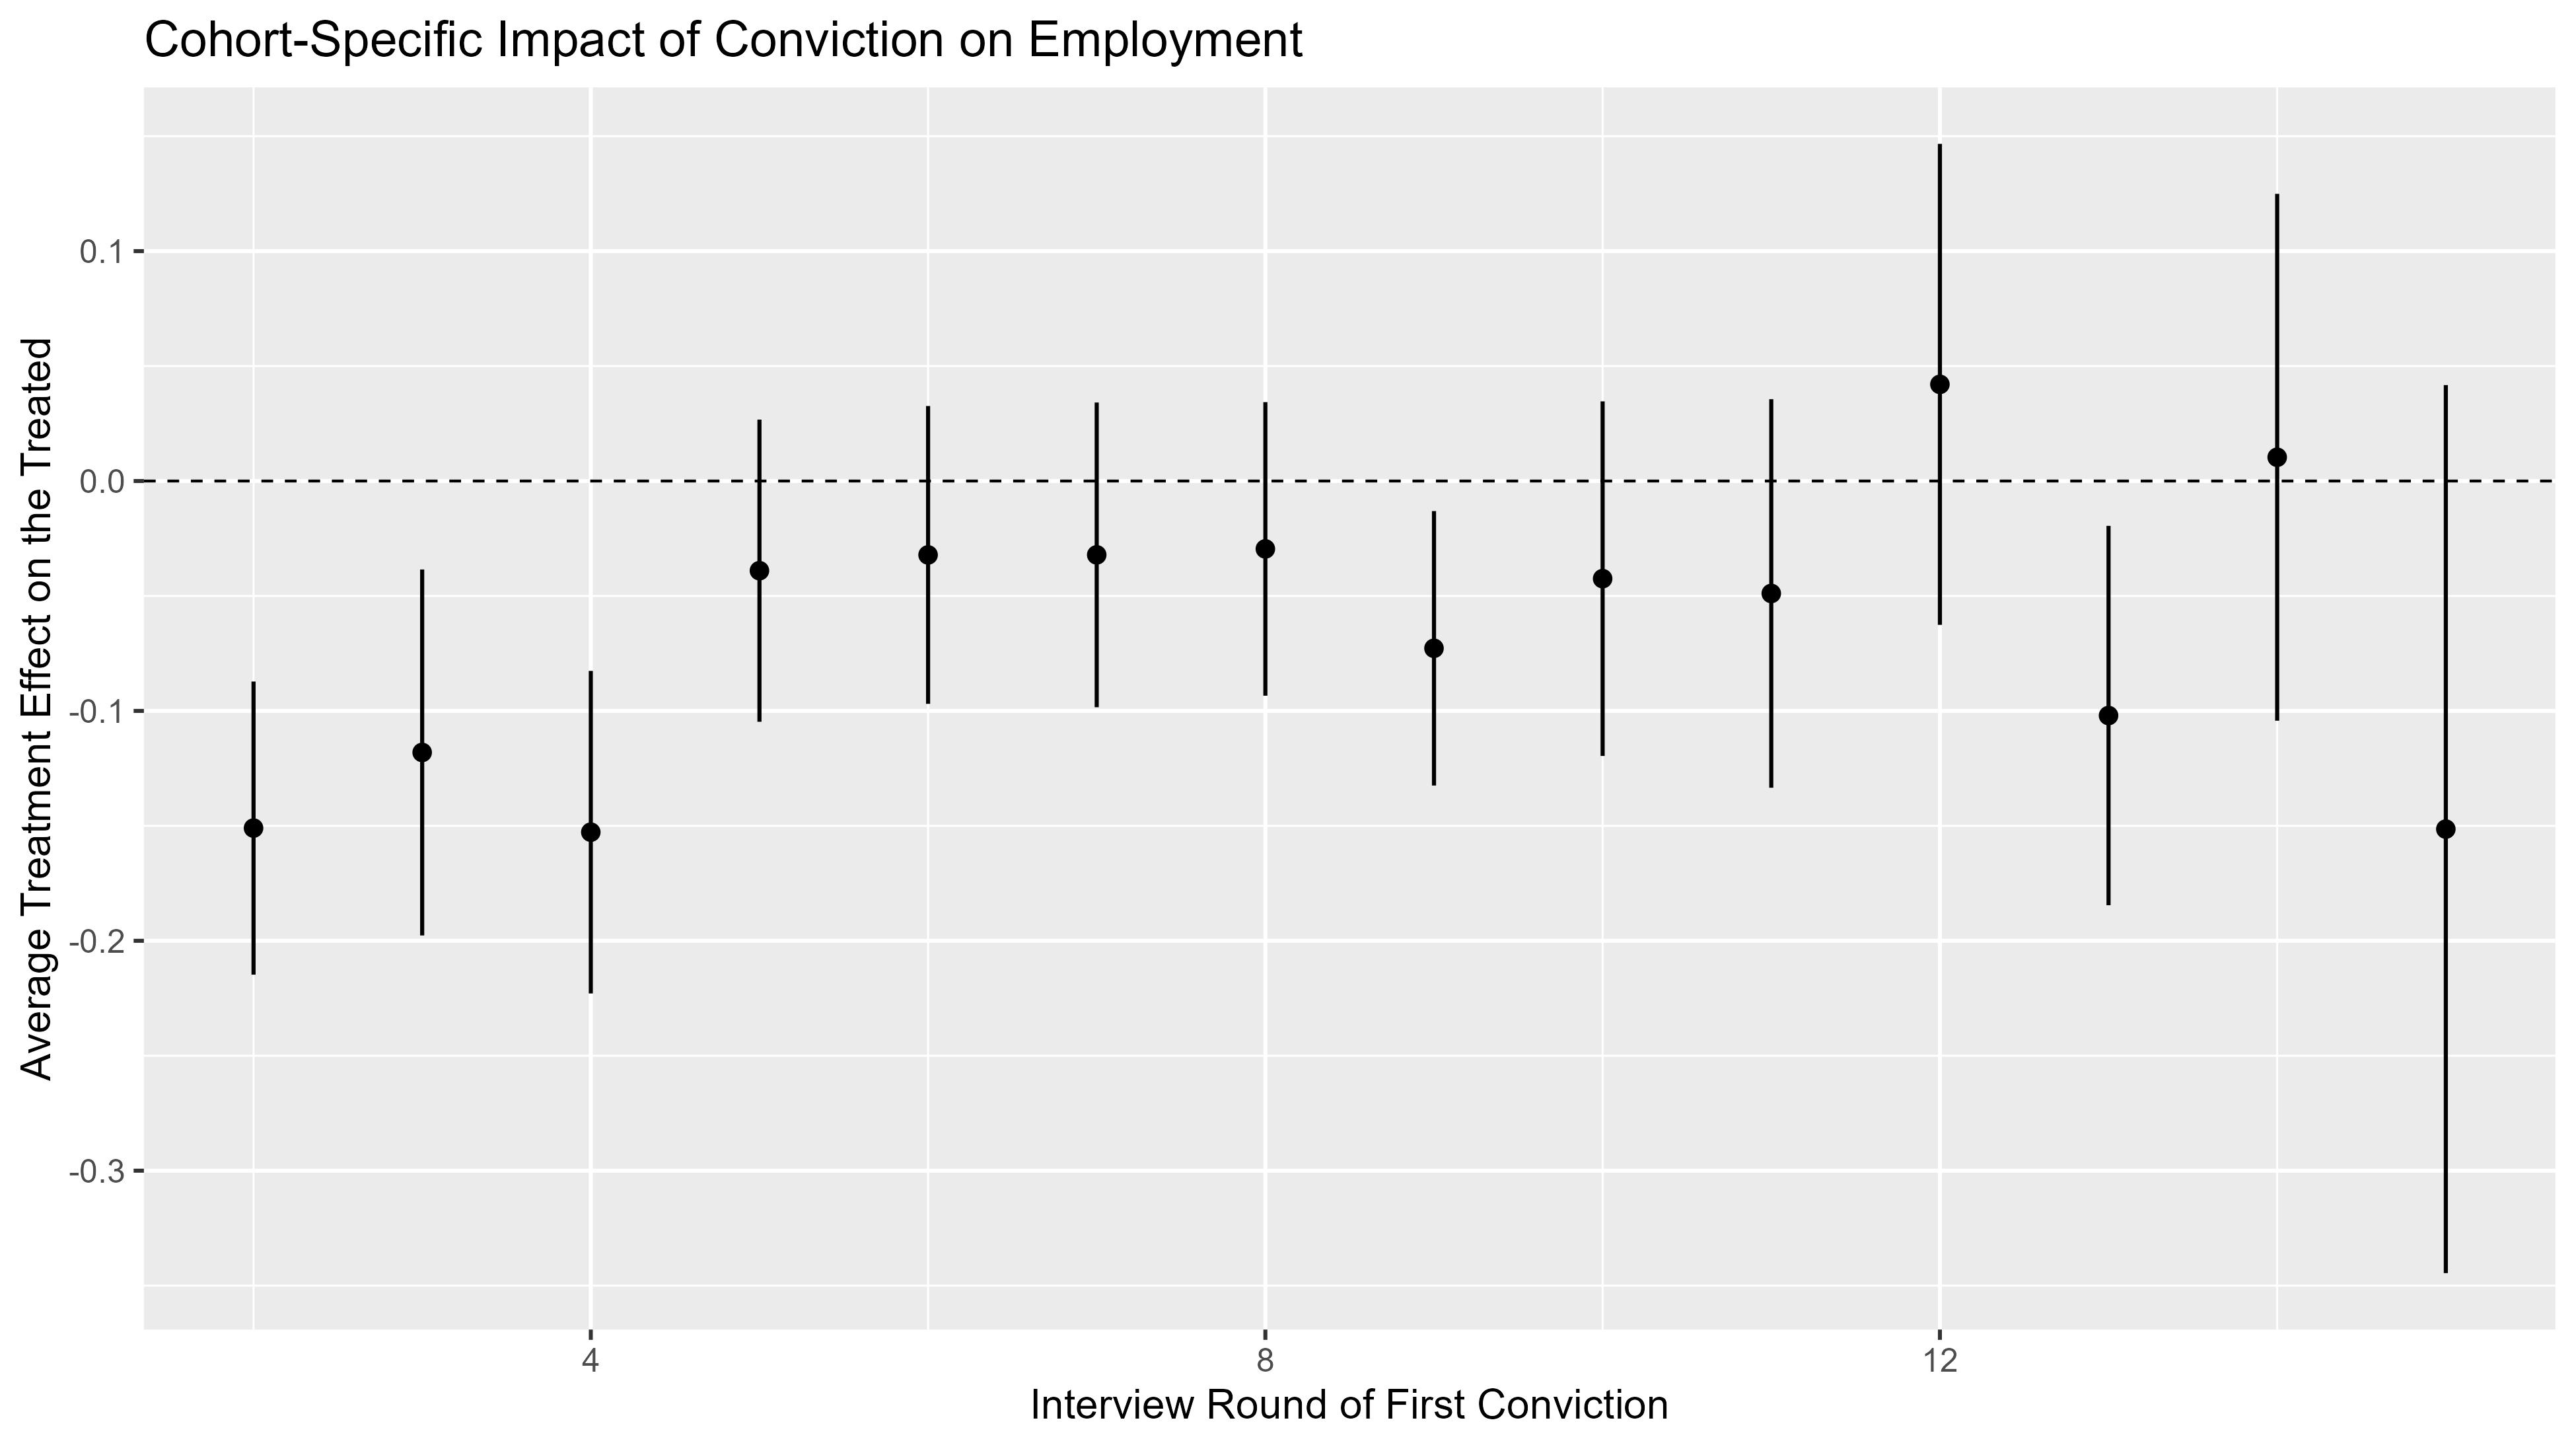 Cohort-Specific Impact of Conviction on Employment
Average Treatment Effect on the Treated
0.1
0.0
-0.1
-0.2
-0.3
4
8
12
Interview Round of First Conviction